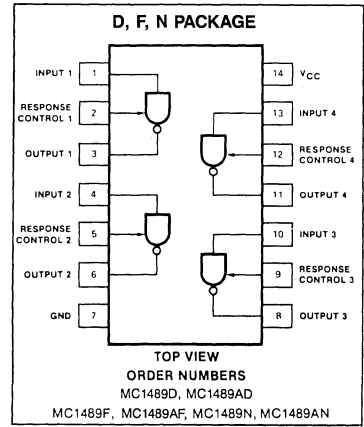 D, F, N PACKAGE
INPUT 1 1
RESPONSE CONTROL 1 2
OUTPUT 1 3
INPUT 2 4
RESPONSE CONTROL 2 5
OUTPUT 2 6
GND 7
14 VCC
13 INPUT 4
12 RESPONSE CONTROL 4
11 OUTPUT 4
10 INPUT 3
9 RESPONSE CONTROL 3
8 OUTPUT 3
TOP VIEW
ORDER NUMBERS
MC1489D, MC1489AD
MC1489F, MC1489AF, MC1489N, MC1489AN